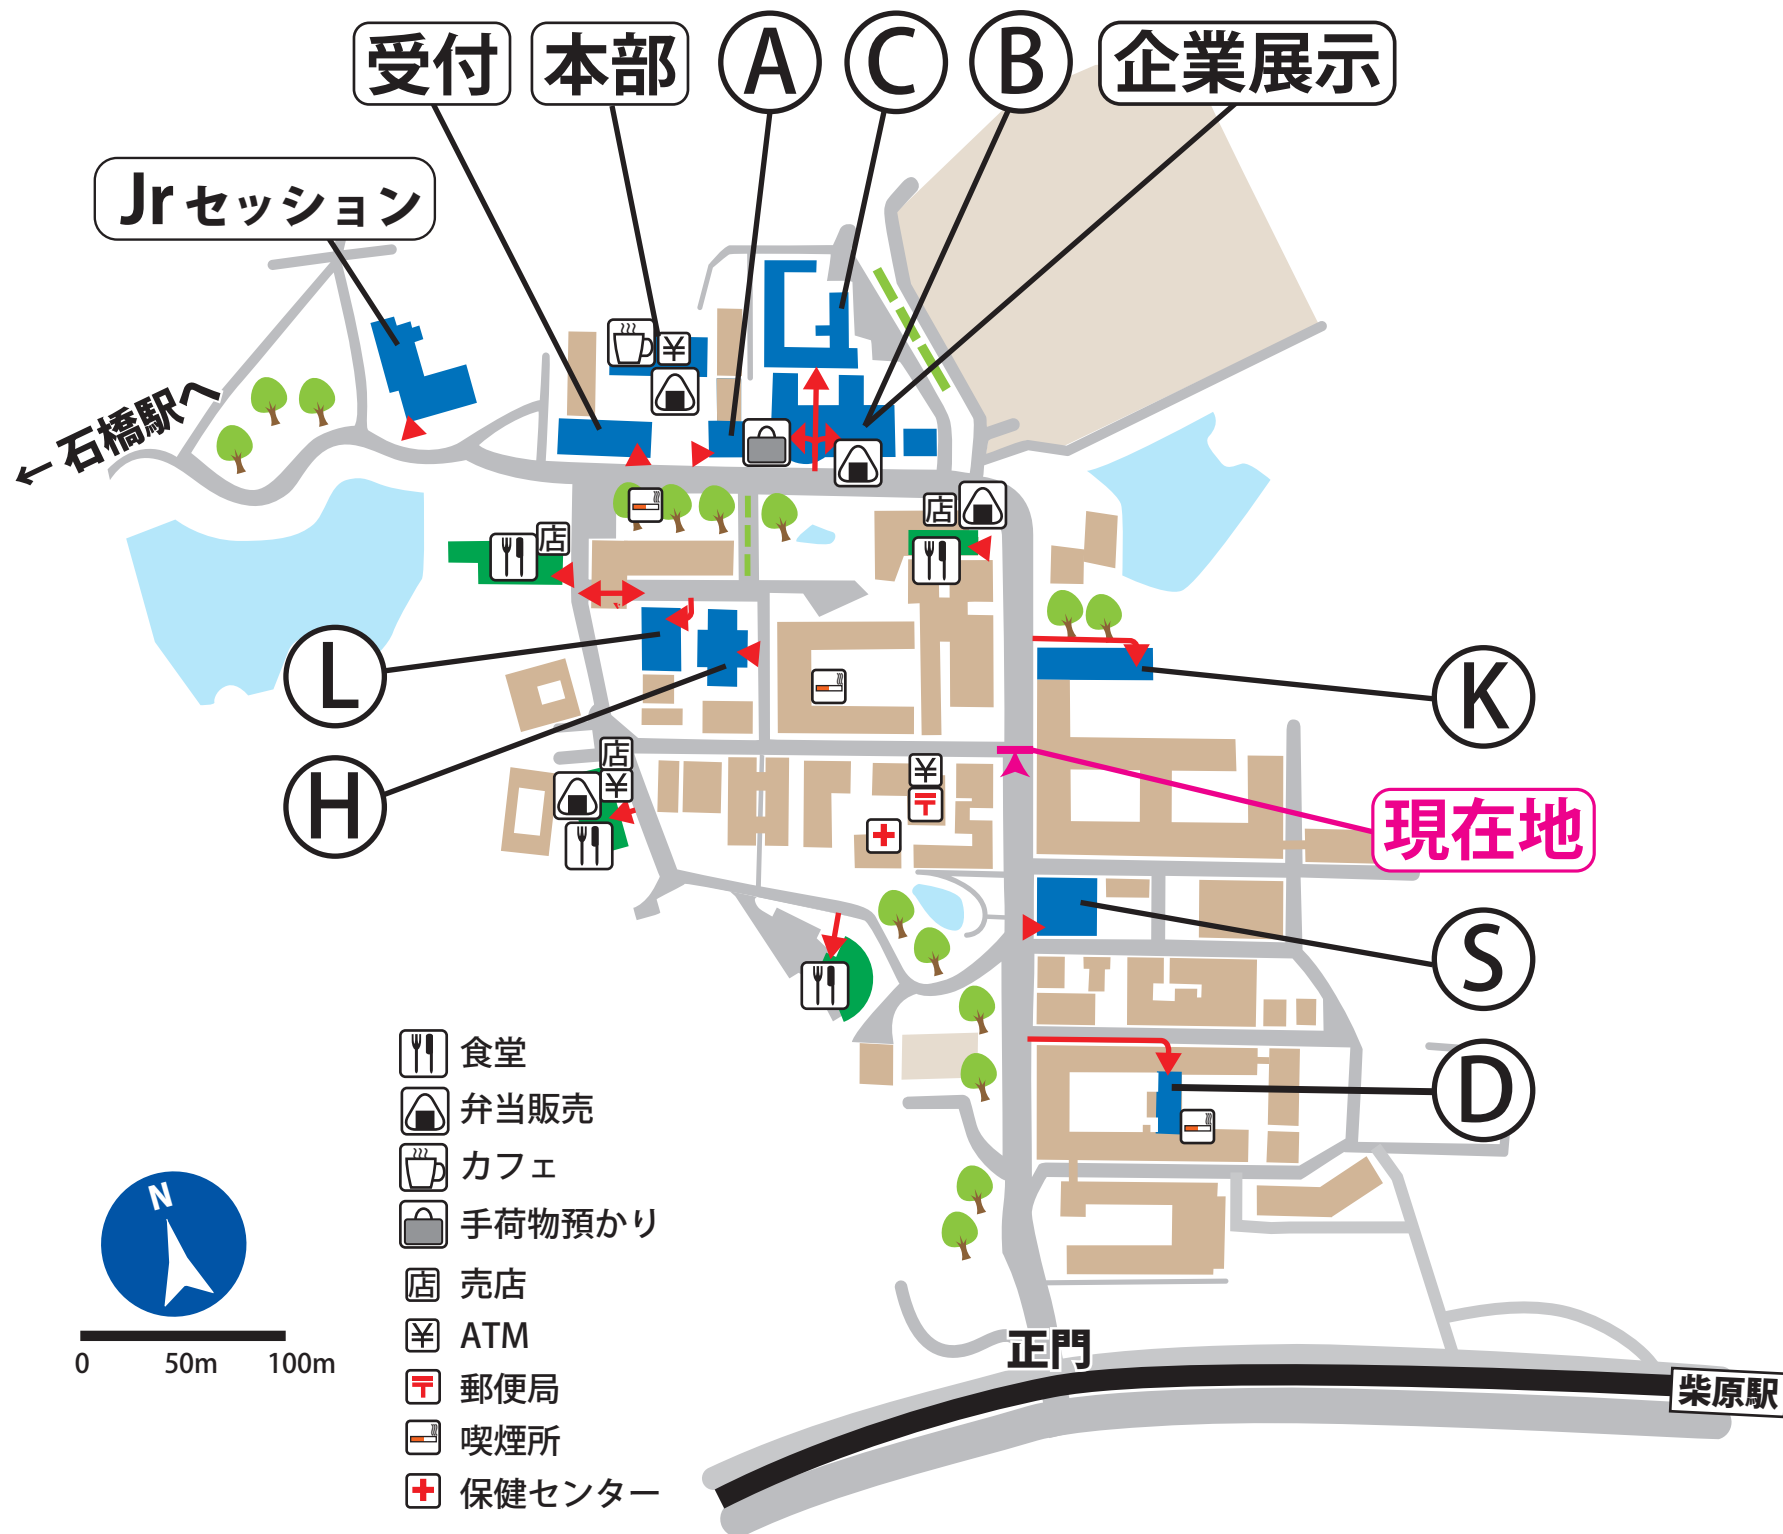 受付
本部
A
C
B
企業展示
Jr セッション
← 石橋駅へ
¥
店
店
L
K
H
店
¥
¥
〒
現在地
S
D
食堂
弁当販売
カフェ
手荷物預かり
店 売店
¥ ATM
〒 郵便局
喫煙所
保健センター
N
0 50m 100m
正門
柴原駅